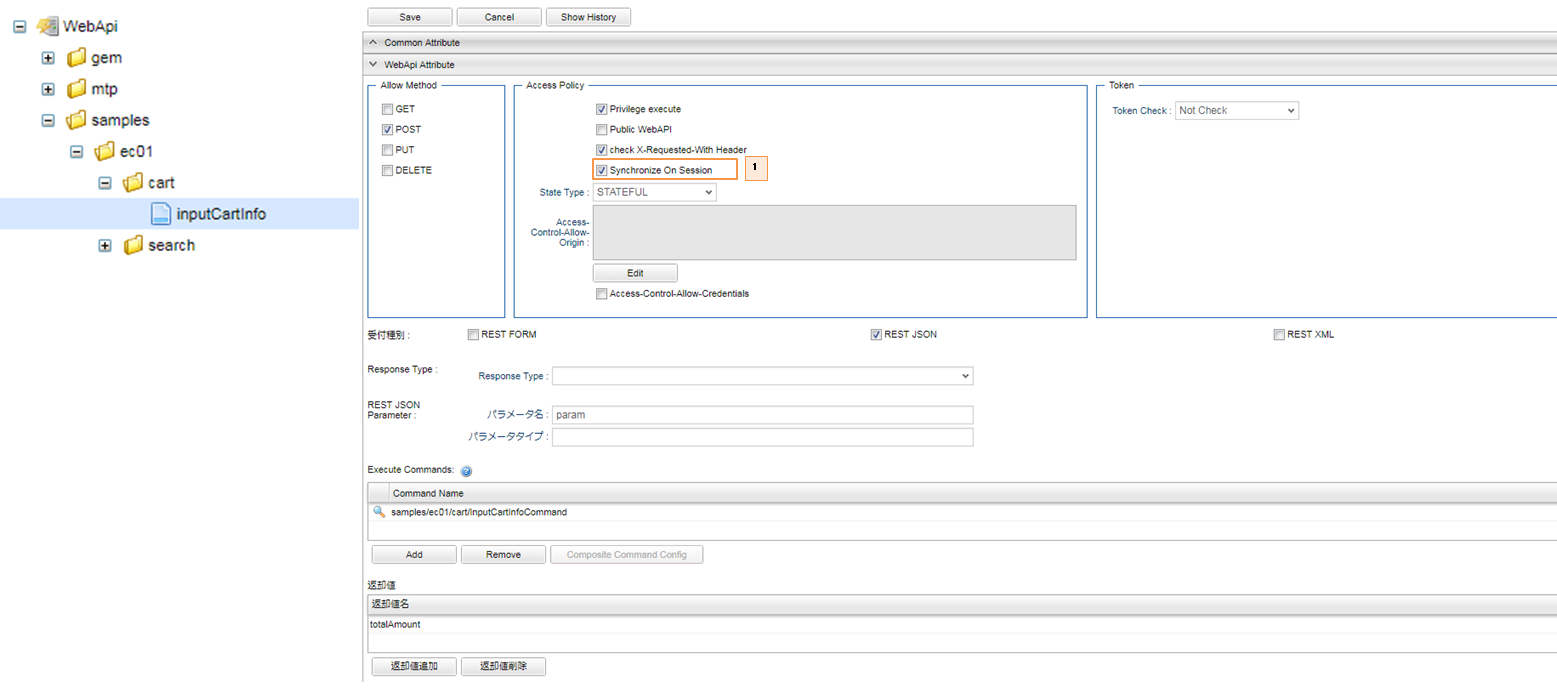 WebApi
gem
mtp
samples
ec01
cart
inputCartInfo
search
Save Cancel Show History
Common Attribute
WebApi Attribute
Allow Method
GET
POST
PUT
DELETE
Access Policy
Privilege execute
Public WebAPI
check X-Requested-With Header
Synchronize On Session 1
State Type : STATEFUL
Access-
Control-Allow-
Origin :
Edit
Access-Control-Allow-Credentials
Token
Token Check : Not Check
受付種別 : REST FORM REST JSON REST XML
Response Type : Response Type :
REST JSON
Parameter : パラメータ名 : param
パラメータタイプ :
Execute Commands: ?
Command Name
samples/ec01/cart/InputCartInfoCommand
Add Remove Composite Command Config
返却値
返却値名
totalAmount
返却値追加 返却値削除